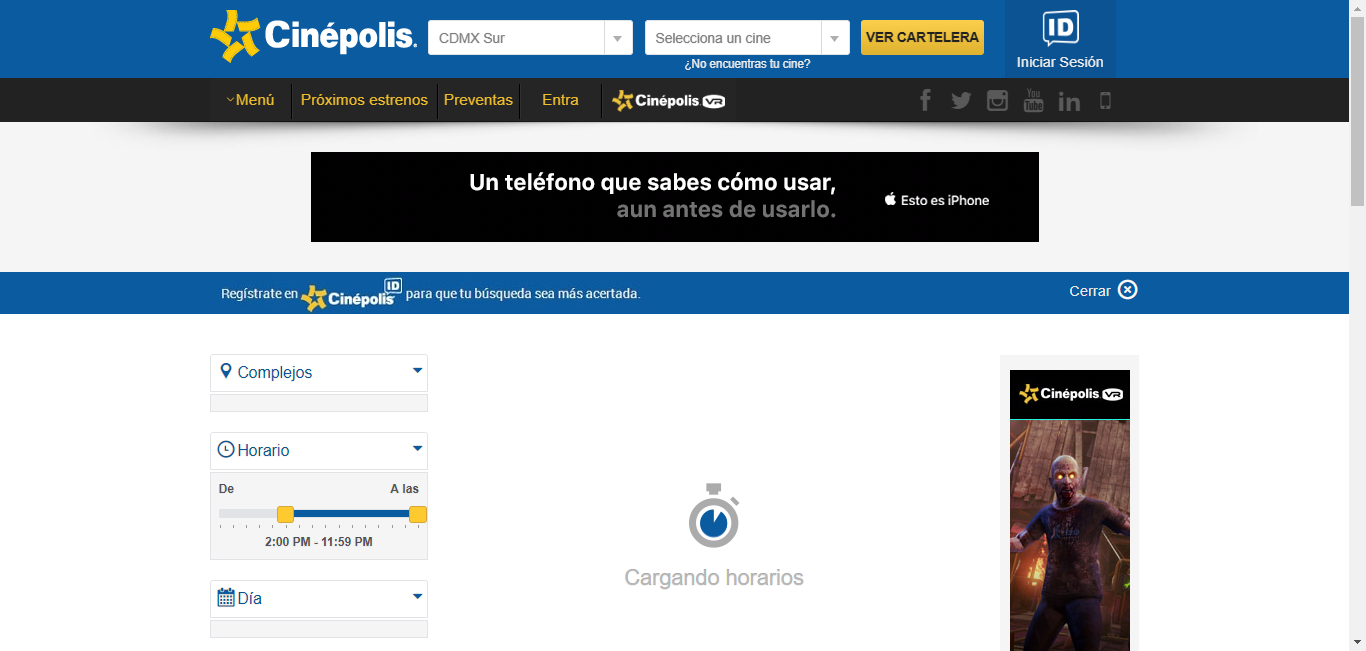 Cinépolis.
CDMX Sur
Selecciona un cine
VER CARTELERA
¿No encuentras tu cine?
ID
Iniciar Sesión
Menú
Próximos estrenos
Preventas
Entra
Cinépolis VR
You
Tube
in
Un teléfono que sabes cómo usar,
aun antes de usarlo.
Esto es iPhone
Regístrate en Cinépolis ID para que tu búsqueda sea más acertada.
Cerrar
Complejos
Horario
De
A las
2:00 PM - 11:59 PM
Día
Cargando horarios
Cinépolis VR